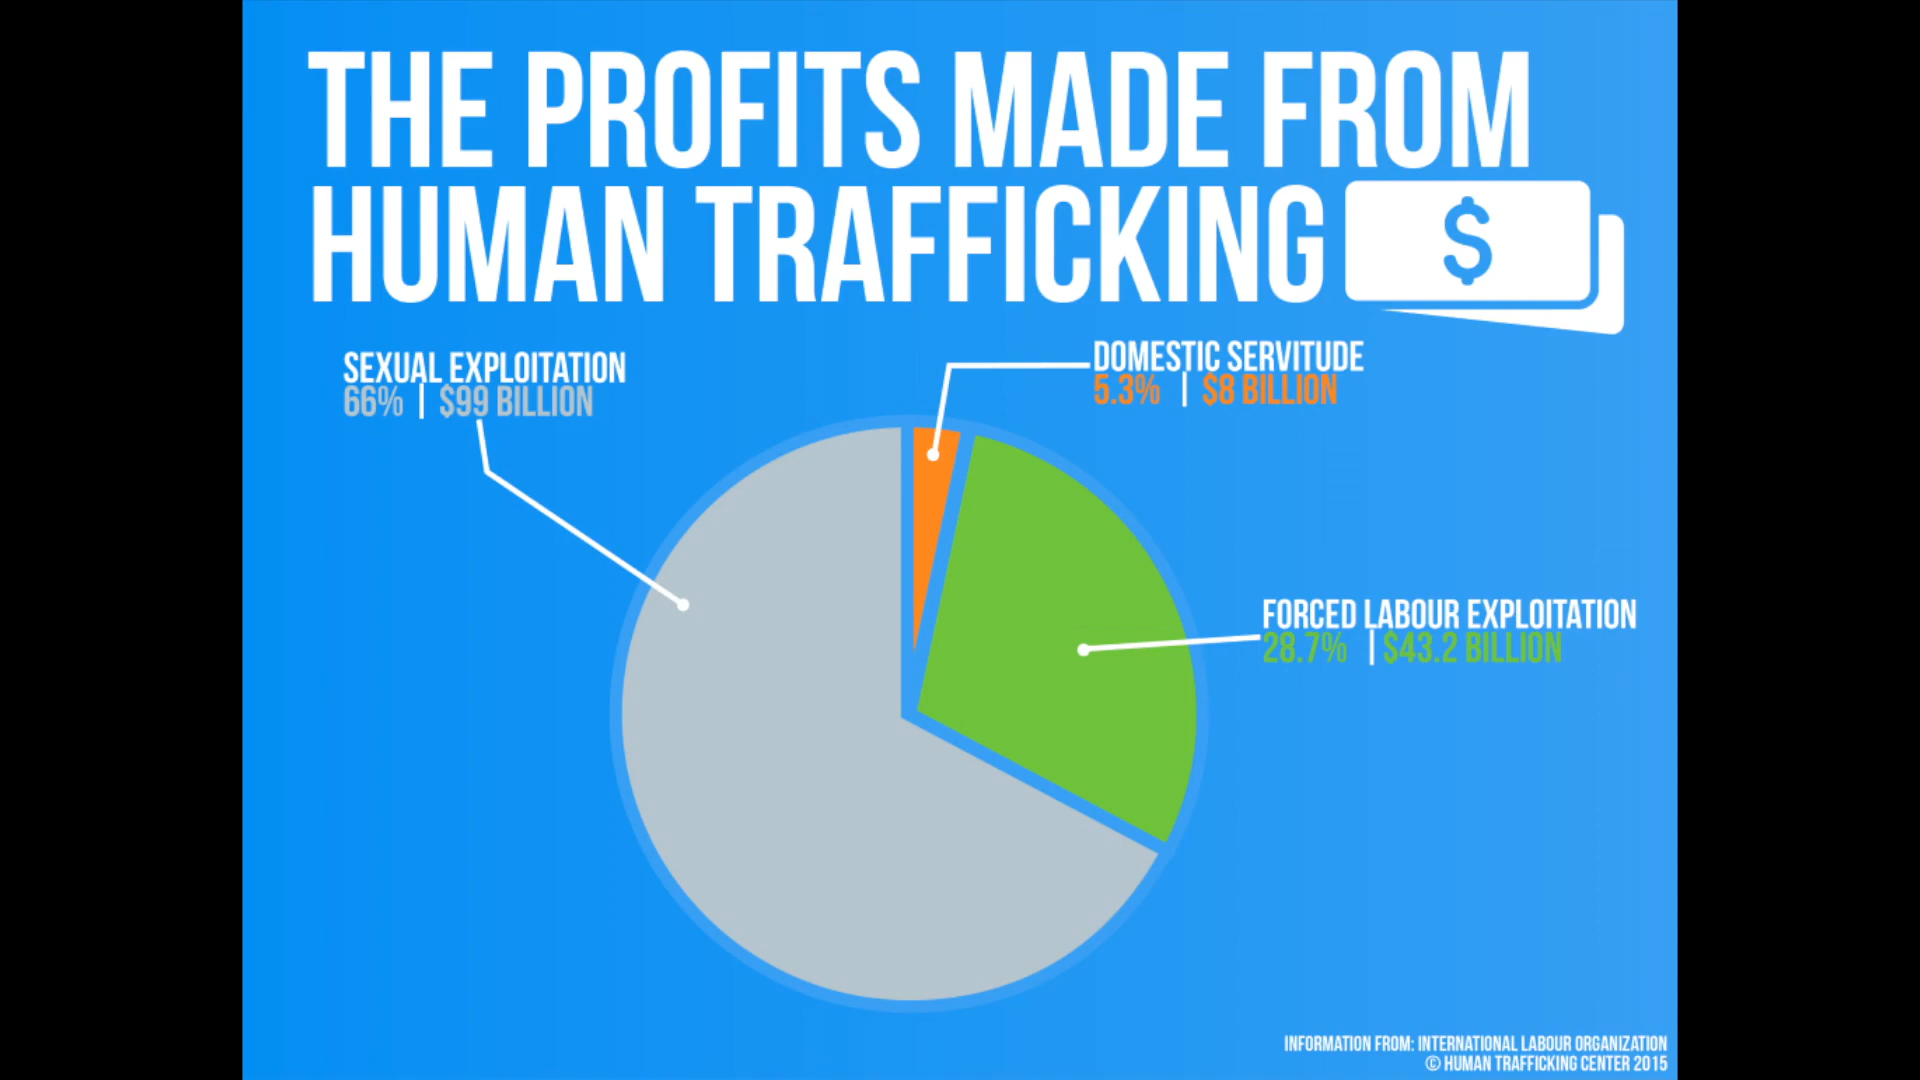 THE PROFITS MADE FROM
HUMAN TRAFFICKING
$
SEXUAL EXPLOITATION
66% | $99 BILLION
DOMESTIC SERVITUDE
5.3% | $8 BILLION
FORCED LABOUR EXPLOITATION
28.7% | $43.2 BILLION
INFORMATION FROM: INTERNATIONAL LABOUR ORGANIZATION
© HUMAN TRAFFICKING CENTER 2015